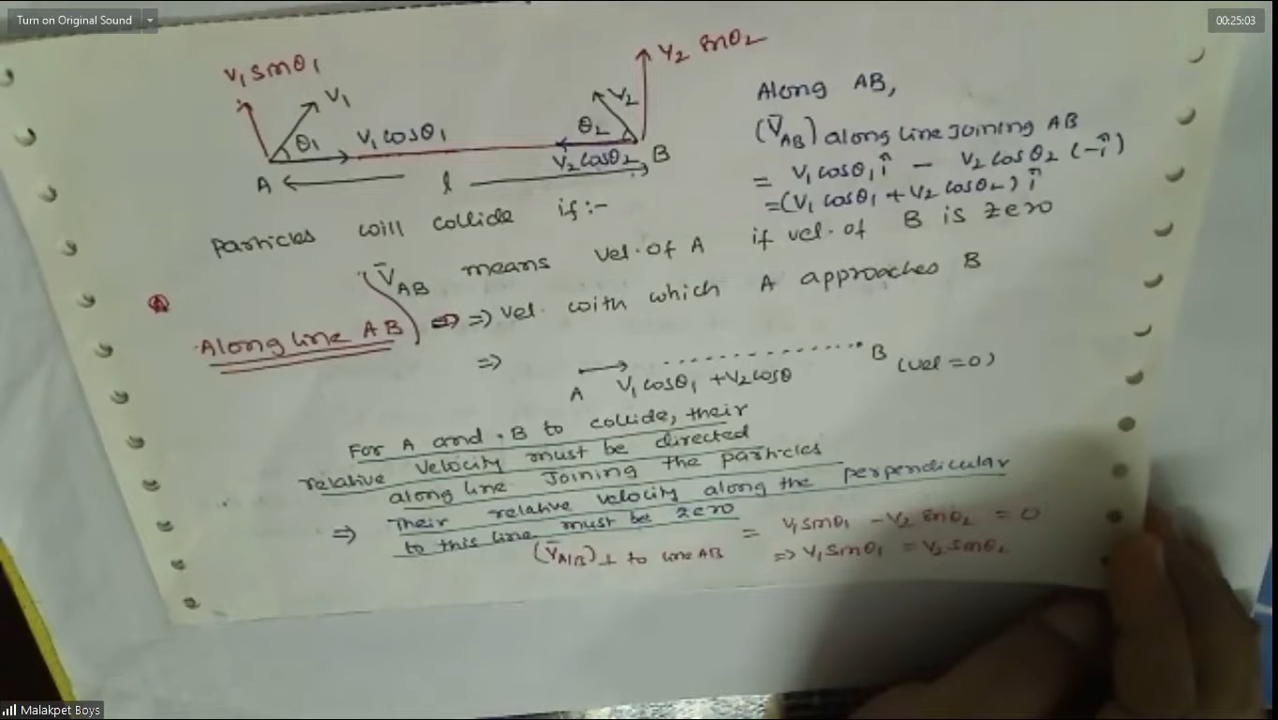 Turn on Original Sound
00:25:03
V₁ sinθ₁
V₁
θ₁
V₁ cosθ₁
A
l
V₂ sinθ₂
V₂
θ₂
V₂ cosθ₂
B
Along AB,
(V̄AB) along line joining AB
= V₁ cosθ₁ î - V₂ cosθ₂ (-î)
=(V₁ cosθ₁ + V₂ cosθ₂) î
Particles will collide if:-
V̄AB means vel. of A if vel. of B is zero
Along line AB
⇒ ⇒ vel. with which A approaches B
⇒
A V₁ cosθ₁ + V₂ cosθ B (vel = 0)
For A and B to collide, their
relative velocity must be directed
along line joining the particles
⇒ Their relative velocity along the perpendicular
to this line must be zero
(V̄A/B)⊥ to line AB = V₁ sinθ₁ - V₂ sinθ₂ = 0
⇒ V₁ sinθ₁ = V₂ sinθ₂
Malakpet Boys